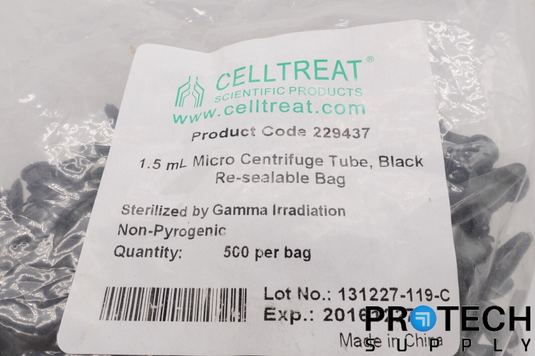 CELLTREAT®
SCIENTIFIC PRODUCTS
www.celltreat.com
Product Code 229437
1.5 mL Micro Centrifuge Tube, Black
Re-sealable Bag
Sterilized by Gamma Irradiation
Non-Pyrogenic
Quantity: 500 per bag
Lot No.: 131227-119-C
Exp.: 2016
Made in China
PROTECH
SUPPLY